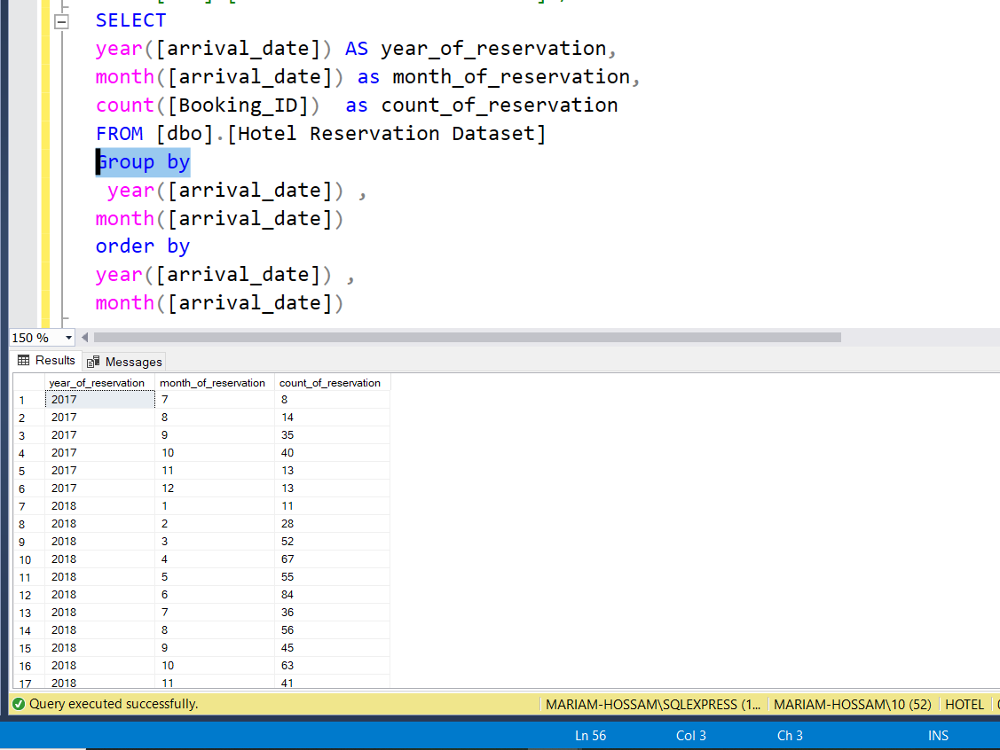 SELECT
year([arrival_date]) AS year_of_reservation,
month([arrival_date]) as month_of_reservation,
count([Booking_ID])  as count_of_reservation
FROM [dbo].[Hotel Reservation Dataset]
Group by
 year([arrival_date]) ,
month([arrival_date])
order by
year([arrival_date]) ,
month([arrival_date])
150 %
Results Messages
year_of_reservation month_of_reservation count_of_reservation
1 2017 7 8
2 2017 8 14
3 2017 9 35
4 2017 10 40
5 2017 11 13
6 2017 12 13
7 2018 1 11
8 2018 2 28
9 2018 3 52
10 2018 4 67
11 2018 5 55
12 2018 6 84
13 2018 7 36
14 2018 8 56
15 2018 9 45
16 2018 10 63
17 2018 11 41
Query executed successfully. MARIAM-HOSSAM\SQLEXPRESS (1... MARIAM-HOSSAM\10 (52) HOTEL
Ln 56 Col 3 Ch 3 INS